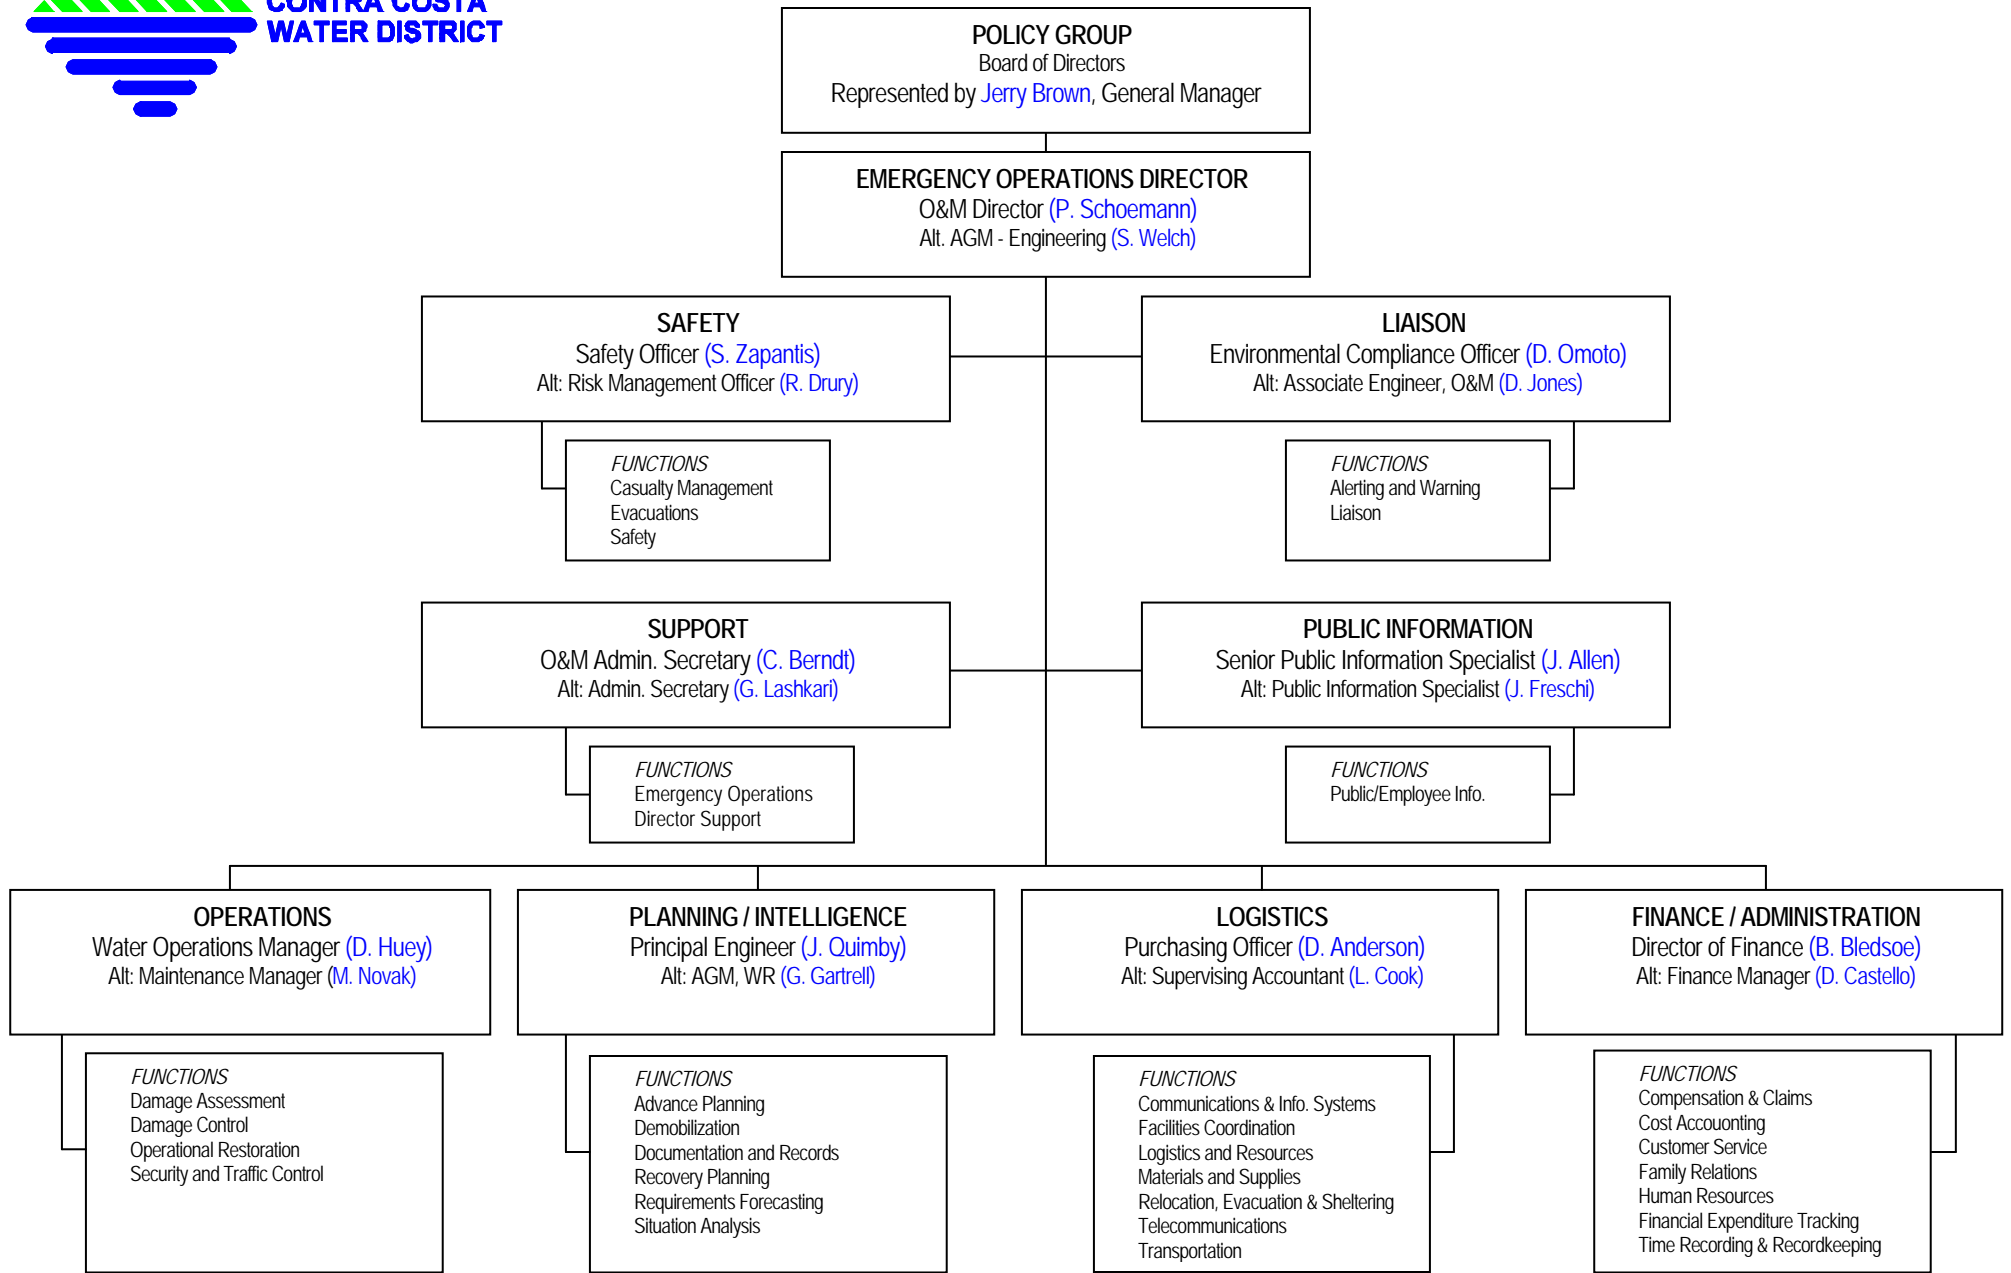 CONTRA COSTA
WATER DISTRICT
POLICY GROUP
Board of Directors
Represented by Jerry Brown, General Manager
EMERGENCY OPERATIONS DIRECTOR
O&M Director (P. Schoemann)
Alt. AGM - Engineering (S. Welch)
SAFETY
Safety Officer (S. Zapantis)
Alt: Risk Management Officer (R. Drury)
FUNCTIONS
Casualty Management
Evacuations
Safety
LIAISON
Environmental Compliance Officer (D. Omoto)
Alt: Associate Engineer, O&M (D. Jones)
FUNCTIONS
Alerting and Warning
Liaison
SUPPORT
O&M Admin. Secretary (C. Berndt)
Alt: Admin. Secretary (G. Lashkari)
FUNCTIONS
Emergency Operations
Director Support
PUBLIC INFORMATION
Senior Public Information Specialist (J. Allen)
Alt: Public Information Specialist (J. Freschi)
FUNCTIONS
Public/Employee Info.
OPERATIONS
Water Operations Manager (D. Huey)
Alt: Maintenance Manager (M. Novak)
FUNCTIONS
Damage Assessment
Damage Control
Operational Restoration
Security and Traffic Control
PLANNING / INTELLIGENCE
Principal Engineer (J. Quimby)
Alt: AGM, WR (G. Gartrell)
FUNCTIONS
Advance Planning
Demobilization
Documentation and Records
Recovery Planning
Requirements Forecasting
Situation Analysis
LOGISTICS
Purchasing Officer (D. Anderson)
Alt: Supervising Accountant (L. Cook)
FUNCTIONS
Communications & Info. Systems
Facilities Coordination
Logistics and Resources
Materials and Supplies
Relocation, Evacuation & Sheltering
Telecommunications
Transportation
FINANCE / ADMINISTRATION
Director of Finance (B. Bledsoe)
Alt: Finance Manager (D. Castello)
FUNCTIONS
Compensation & Claims
Cost Accouonting
Customer Service
Family Relations
Human Resources
Financial Expenditure Tracking
Time Recording & Recordkeeping